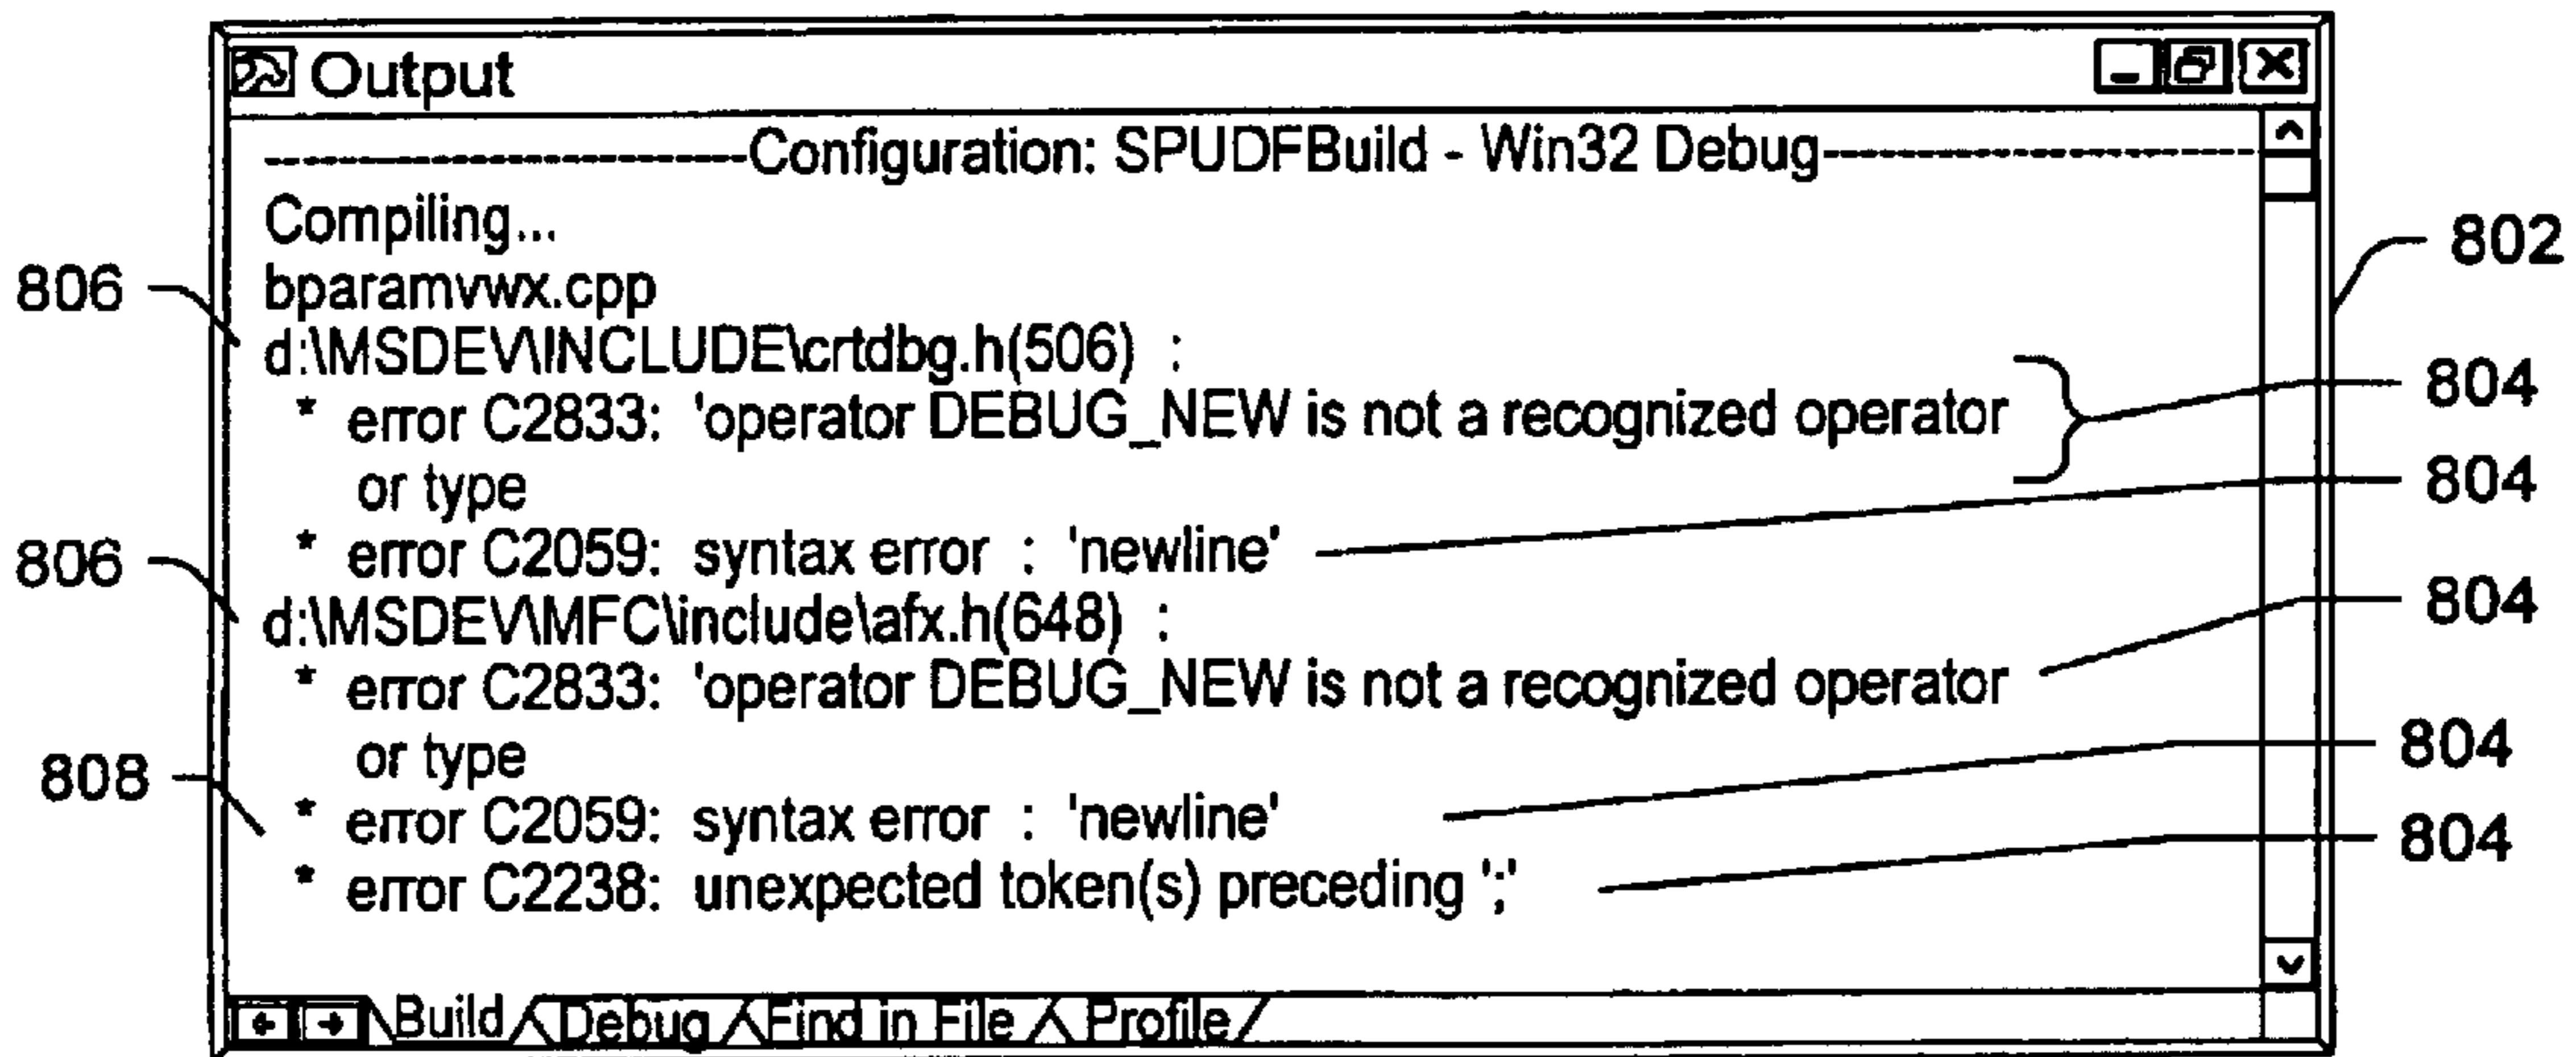 Output
--------------------Configuration: SPUDFBuild - Win32 Debug--------------------
Compiling...
802
806
bparamvwx.cpp
d:\MSDEV\INCLUDE\crtdbg.h(506) :
804
* error C2833: 'operator DEBUG_NEW is not a recognized operator
or type
804
* error C2059: syntax error : 'newline'
806
d:\MSDEV\MFC\include\afx.h(648) :
804
* error C2833: 'operator DEBUG_NEW is not a recognized operator
or type
804
808
* error C2059: syntax error : 'newline'
804
* error C2238: unexpected token(s) preceding ';'
Build Debug Find in File Profile